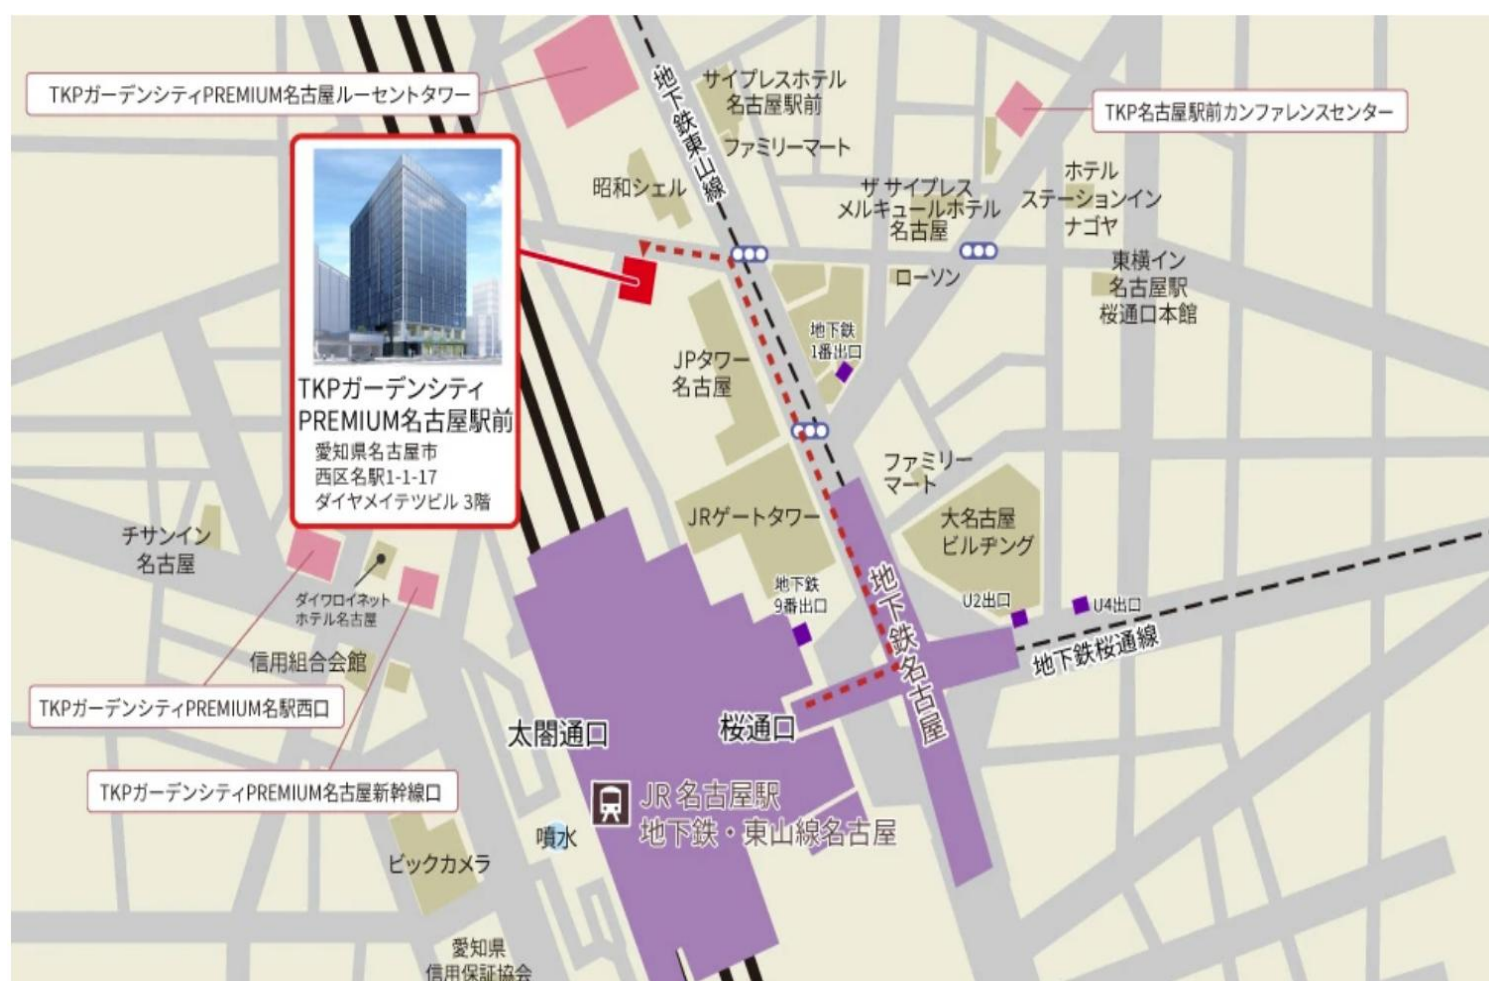 TKPガーデンシティPREMIUM名古屋ルーセントタワー
地下鉄東山線
サイプレスホテル
名古屋駅前
ファミリーマート
TKP名古屋駅前カンファレンスセンター
昭和シェル
ザ サイプレス
メルキュールホテル
名古屋
ホテル
ステーションイン
ナゴヤ
ローソン
東横イン
名古屋駅
桜通口本館
地下鉄
1番出口
JPタワー
名古屋
TKPガーデンシティ
PREMIUM名古屋駅前
愛知県名古屋市
西区名駅1-1-17
ダイヤメイテツビル 3階
ファミリー
マート
JRゲートタワー
大名古屋
ビルヂング
チサンイン
名古屋
ダイワロイネット
ホテル名古屋
地下鉄
9番出口
地下鉄名古屋
U2出口
U4出口
地下鉄桜通線
信用組合会館
TKPガーデンシティPREMIUM名駅西口
太閤通口
桜通口
TKPガーデンシティPREMIUM名古屋新幹線口
JR 名古屋駅
地下鉄・東山線名古屋
噴水
ビックカメラ
愛知県
信用保証協会